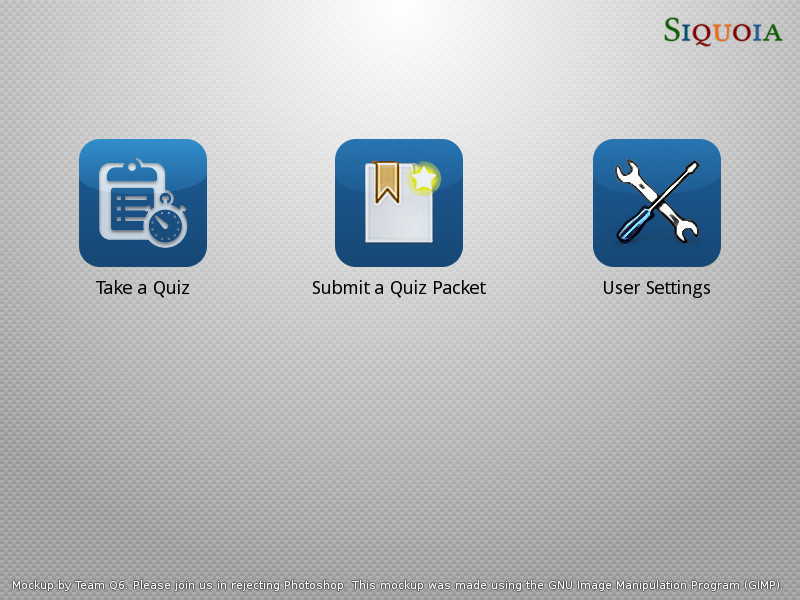 SIQUOIA
Take a Quiz
Submit a Quiz Packet
User Settings
Mockup by Team Q6. Please join us in rejecting Photoshop. This mockup was made using the GNU Image Manipulation Program (GIMP).